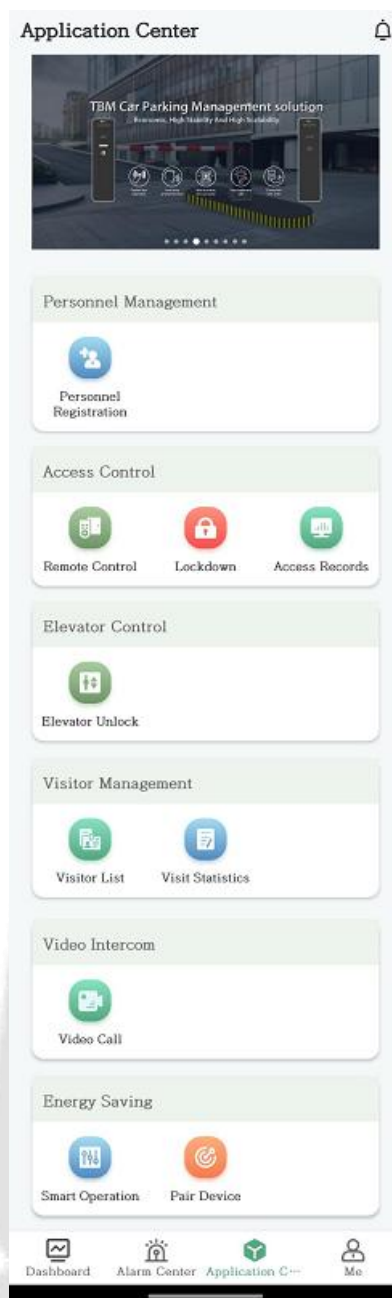 Application Center
TBM Car Parking Management solution
Economic, High Stability And High Scalability
Personnel Management
Personnel
Registration
Access Control
Remote Control Lockdown Access Records
Elevator Control
Elevator Unlock
Visitor Management
Visitor List Visit Statistics
Video Intercom
Video Call
Energy Saving
Smart Operation Pair Device
Dashboard Alarm Center Application C··· Me